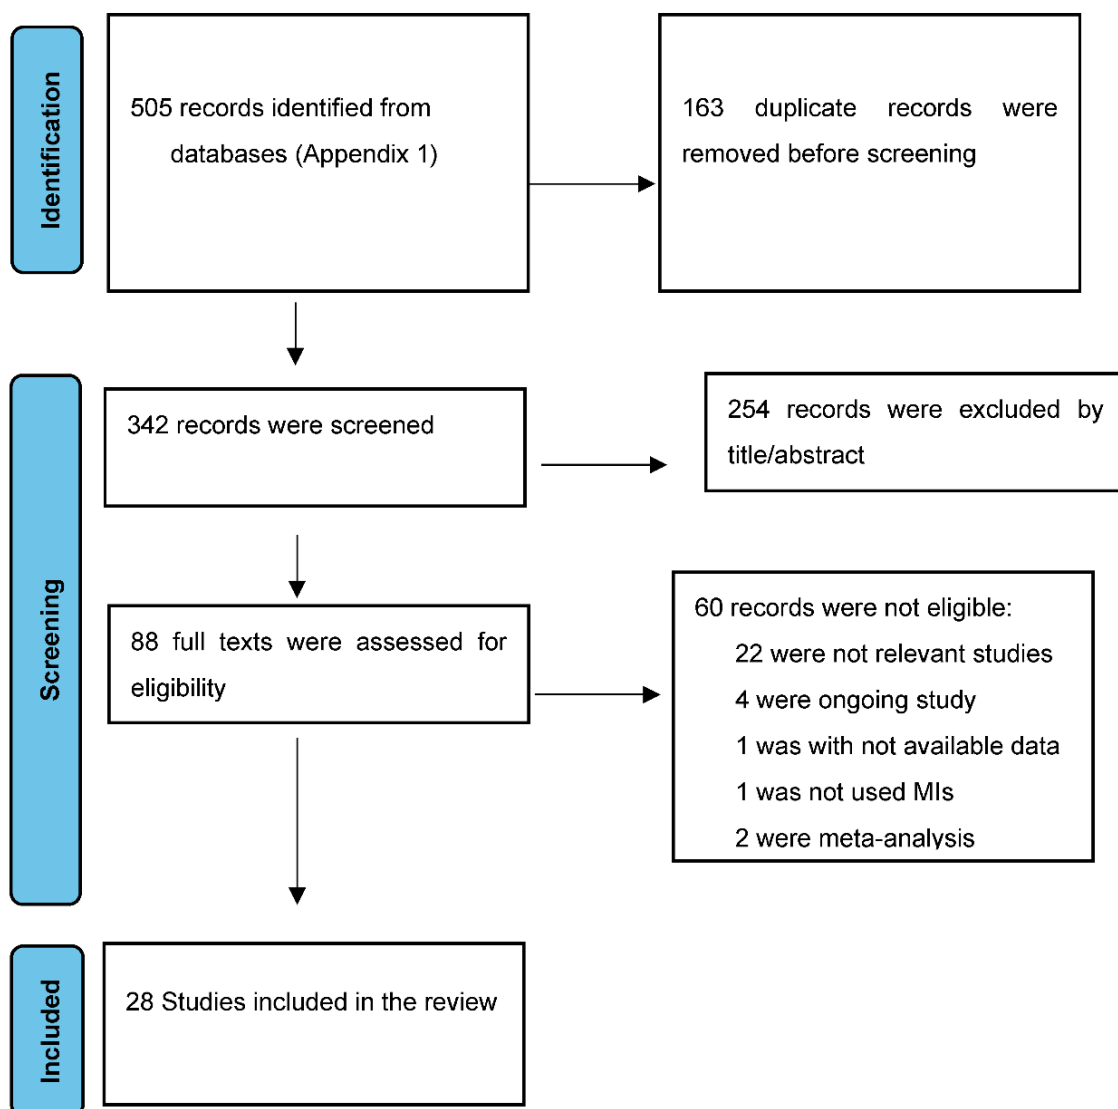 Identification
505 records identified from
databases (Appendix 1)
163 duplicate records were
removed before screening
Screening
342 records were screened
254 records were excluded by
title/abstract
88 full texts were assessed for
eligibility
60 records were not eligible:
22 were not relevant studies
4 were ongoing study
1 was with not available data
1 was not used MIs
2 were meta-analysis
Included
28 Studies included in the review